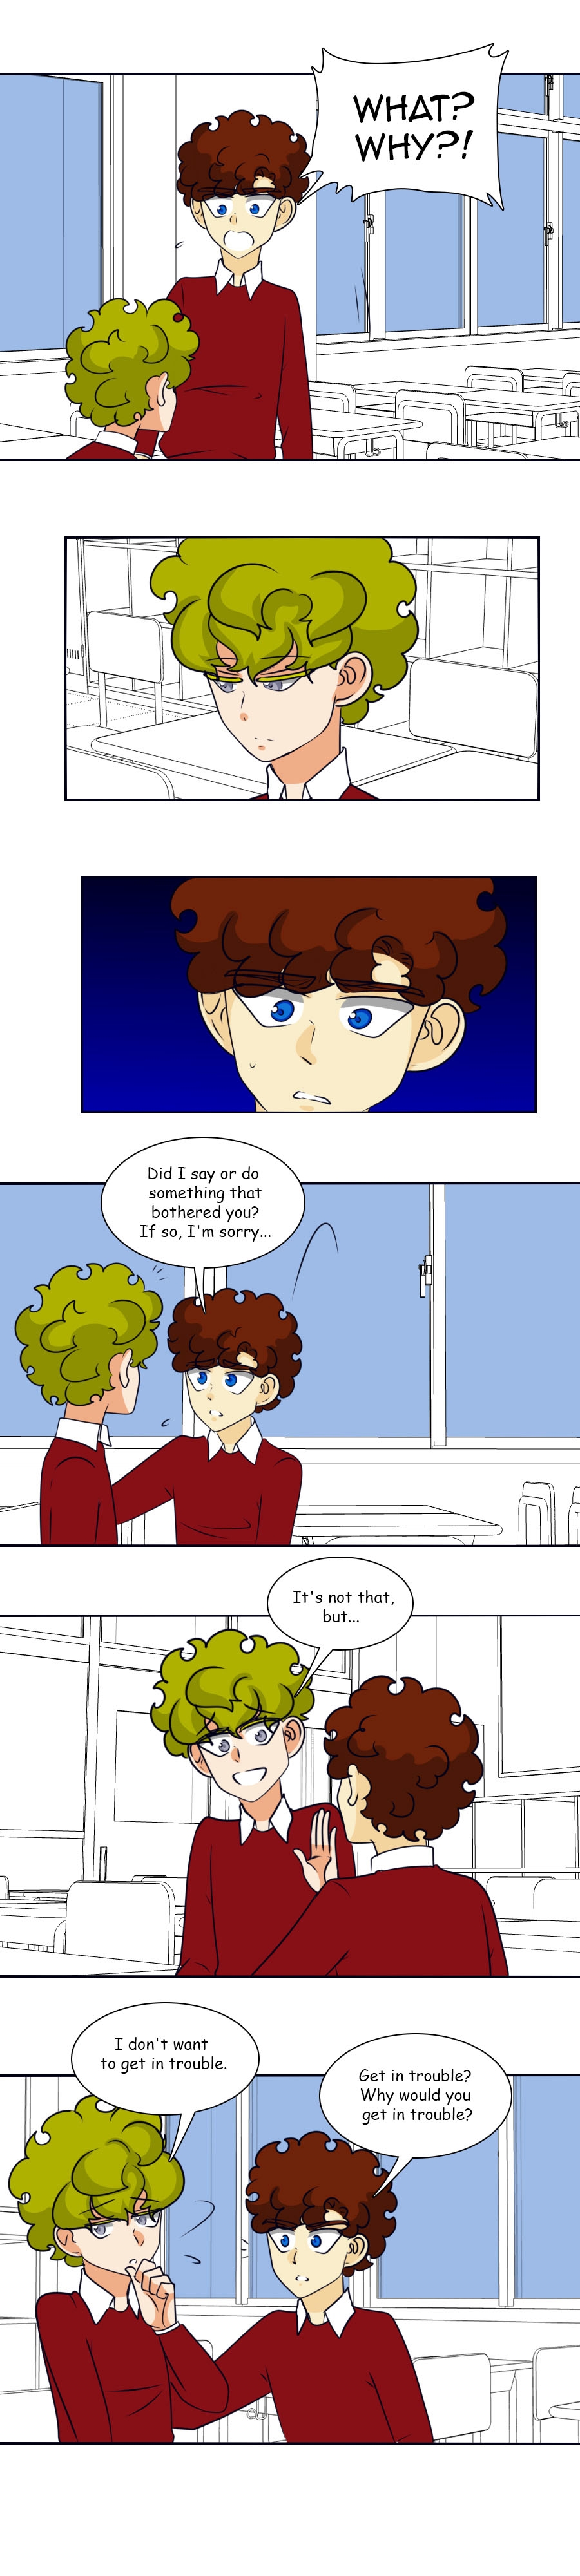 WHAT?
WHY?!
Did I say or do
something that
bothered you?
If so, I'm sorry...
It's not that,
but...
I don't want
to get in trouble.
Get in trouble?
Why would you
get in trouble?